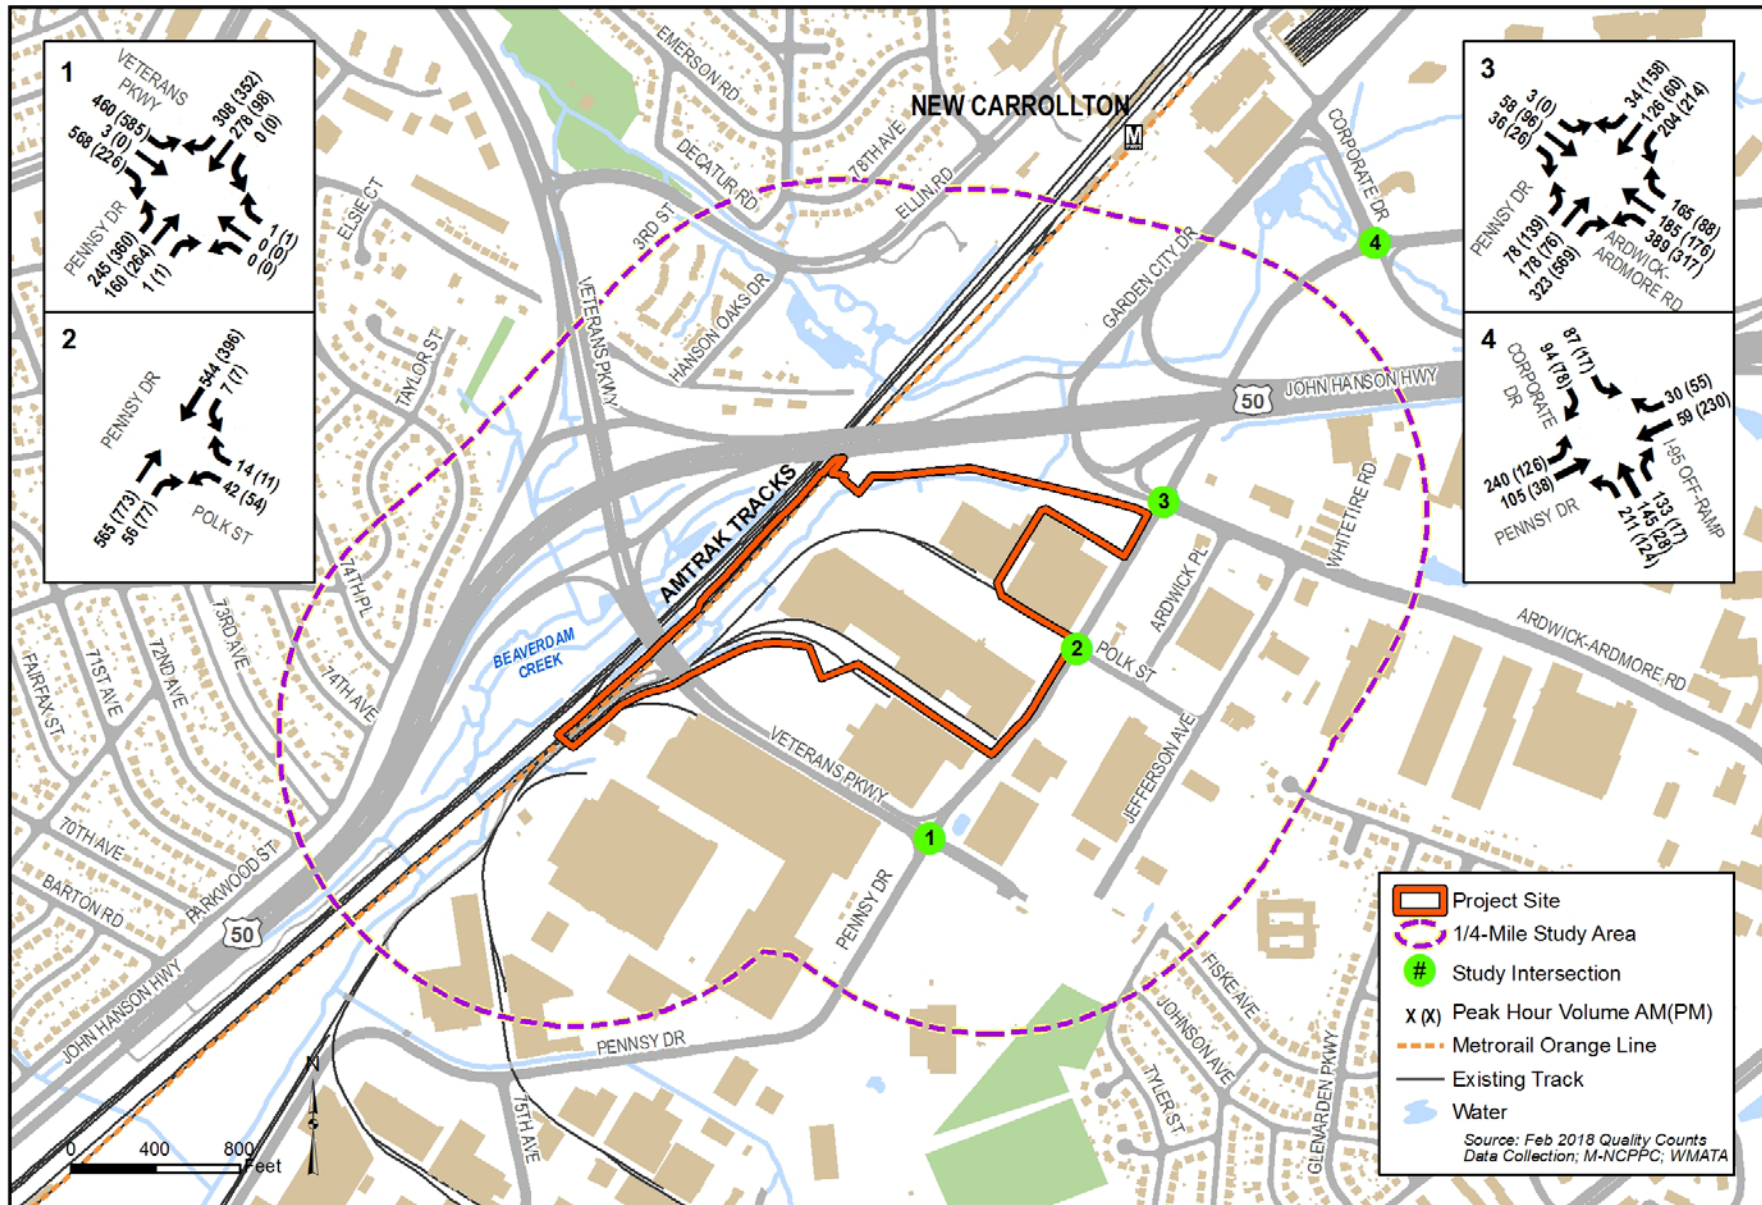 1
VETERANS
PKWY
460 (585)
3 (0)
568 (226)
308 (352)
278 (98)
0 (0)
PENNSY DR
245 (360)
160 (264)
1 (1)
1 (1)
0 (0)
0 (0)
2
544 (396)
7 (7)
PENNSY DR
14 (11)
42 (54)
565 (773)
56 (77)
POLK ST
3
3 (0)
58 (96)
36 (26)
34 (158)
126 (60)
204 (214)
PENNSY DR
78 (139)
178 (76)
323 (569)
165 (88)
185 (176)
389 (317)
ARDWICK-
ARDMORE RD
4
87 (17)
94 (78)
CORPORATE
DR
30 (55)
59 (230)
240 (126)
105 (38)
PENNSY DR
133 (17)
145 (28)
211 (124)
I-95 OFF-RAMP
EMERSON RD
NEW CARROLLTON
M
DECATUR RD
78TH AVE
ELLIN RD
CORPORATE DR
4
ELSIE CT
3RD ST
VETERANS PKWY
HANSON OAKS DR
GARDEN CITY DR
TAYLOR ST
JOHN HANSON HWY
50
AMTRAK TRACKS
3
WHITETIRE RD
ARDWICK PL
74TH PL
2
POLK ST
ARDWICK-ARDMORE RD
BEAVERDAM
CREEK
FAIRFAX ST
71ST AVE
72ND AVE
73RD AVE
74TH AVE
VETERANS PKWY
JEFFERSON AVE
1
70TH AVE
BARTON RD
PARKWOOD ST
50
PENNSY DR
JOHN HANSON HWY
FISKE AVE
JOHNSON AVE
TYLER ST
GLENARDEN PKWY
PENNSY DR
75TH AVE
N
0 400 800
Feet
Project Site
1/4-Mile Study Area
# Study Intersection
X (X) Peak Hour Volume AM(PM)
Metrorail Orange Line
Existing Track
Water
Source: Feb 2018 Quality Counts
Data Collection; M-NCPPC; WMATA